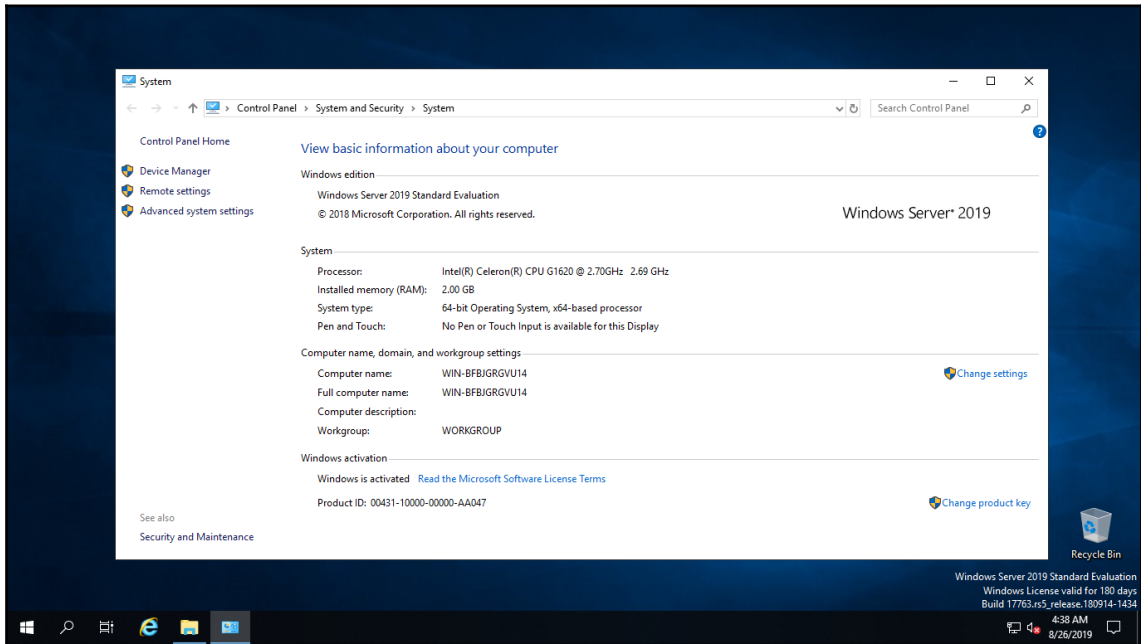 System
Control Panel > System and Security > System
Search Control Panel
?
Control Panel Home
Device Manager
Remote settings
Advanced system settings
View basic information about your computer
Windows edition
Windows Server 2019 Standard Evaluation
© 2018 Microsoft Corporation. All rights reserved.
Windows Server® 2019
System
Processor: Intel(R) Celeron(R) CPU G1620 @ 2.70GHz 2.69 GHz
Installed memory (RAM): 2.00 GB
System type: 64-bit Operating System, x64-based processor
Pen and Touch: No Pen or Touch Input is available for this Display
Computer name, domain, and workgroup settings
Computer name: WIN-BFBJGRGVU14
Change settings
Full computer name: WIN-BFBJGRGVU14
Computer description:
Workgroup: WORKGROUP
Windows activation
Windows is activated Read the Microsoft Software License Terms
Product ID: 00431-10000-00000-AA047
Change product key
See also
Security and Maintenance
Recycle Bin
Windows Server 2019 Standard Evaluation
Windows License valid for 180 days
Build 17763.rs5_release.180914-1434
4:38 AM
8/26/2019